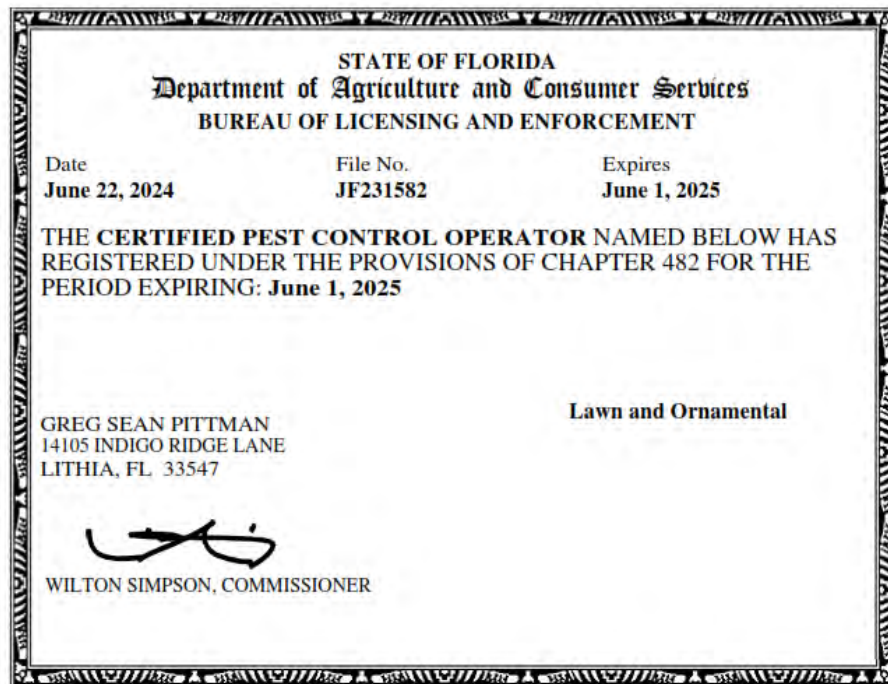 STATE OF FLORIDA
Department of Agriculture and Consumer Services
BUREAU OF LICENSING AND ENFORCEMENT
Date File No. Expires
June 22, 2024 JF231582 June 1, 2025
THE CERTIFIED PEST CONTROL OPERATOR NAMED BELOW HAS
REGISTERED UNDER THE PROVISIONS OF CHAPTER 482 FOR THE
PERIOD EXPIRING: June 1, 2025
Lawn and Ornamental
GREG SEAN PITTMAN
14105 INDIGO RIDGE LANE
LITHIA, FL 33547
WILTON SIMPSON, COMMISSIONER